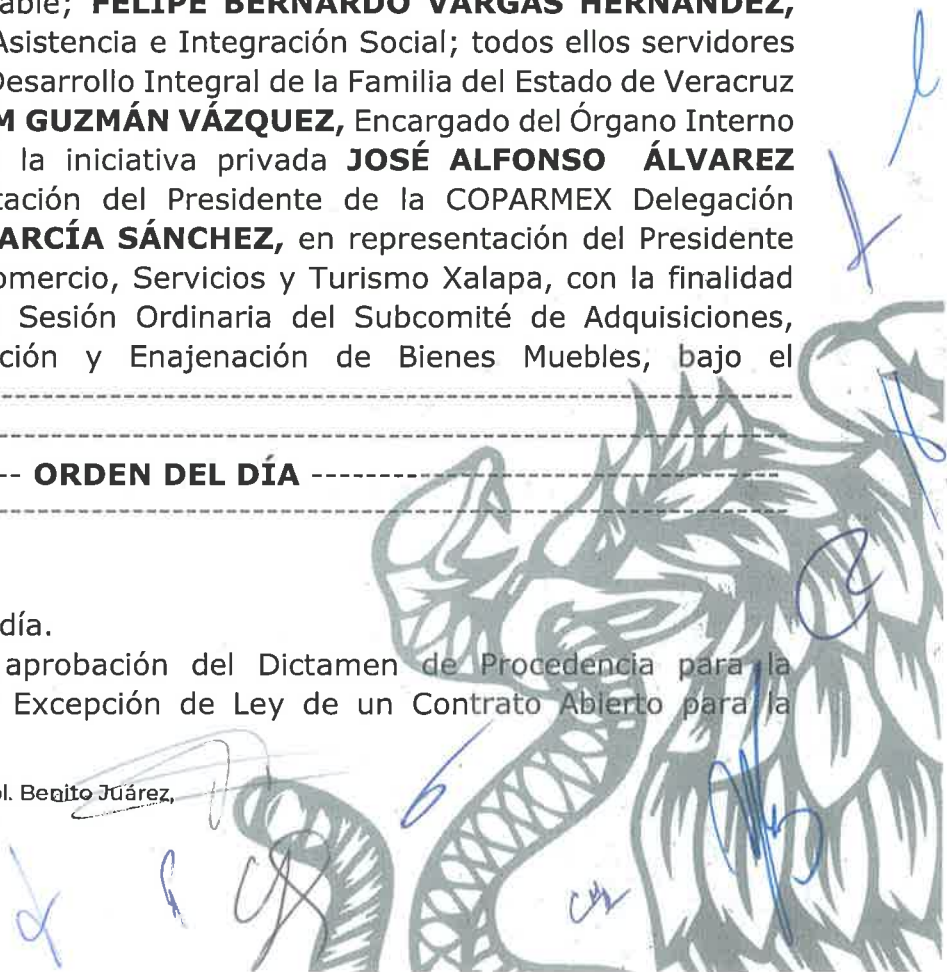 able; FELIPE BERNARDO VARGAS HERNÁNDEZ,
Asistencia e Integración Social; todos ellos servidores
Desarrollo Integral de la Familia del Estado de Veracruz
M GUZMÁN VÁZQUEZ, Encargado del Órgano Interno
la iniciativa privada JOSÉ ALFONSO ÁLVAREZ
tación del Presidente de la COPARMEX Delegación
ARCÍA SÁNCHEZ, en representación del Presidente
omercio, Servicios y Turismo Xalapa, con la finalidad
Sesión Ordinaria del Subcomité de Adquisiciones,
ción y Enajenación de Bienes Muebles, bajo el
-- ORDEN DEL DÍA --------------------
día.
aprobación del Dictamen de Procedencia para la
Excepción de Ley de un Contrato Abierto para la
ol. Benito Juárez,